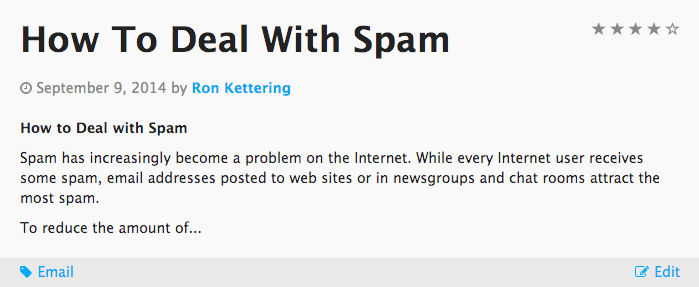 How To Deal With Spam
September 9, 2014 by Ron Kettering
How to Deal with Spam
Spam has increasingly become a problem on the Internet. While every Internet user receives
some spam, email addresses posted to web sites or in newsgroups and chat rooms attract the
most spam.
To reduce the amount of...
Email
Edit